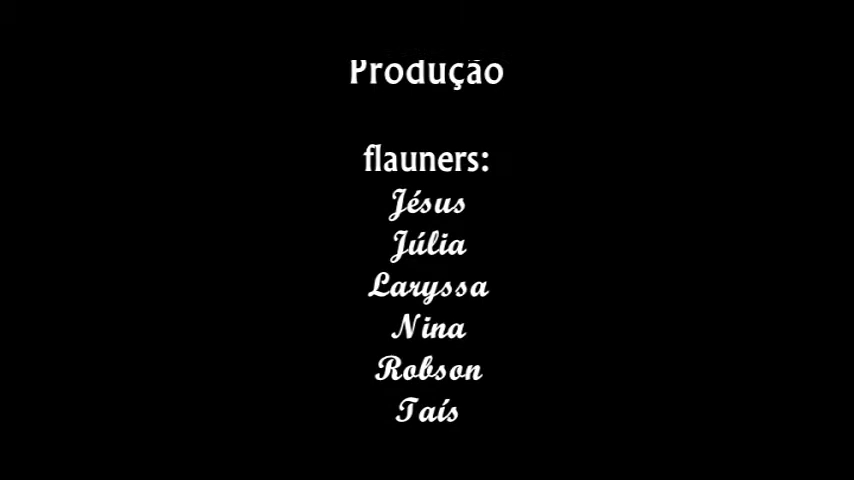 Produção
flauners:
Jésus
Júlia
Laryssa
Nina
Robson
Taís